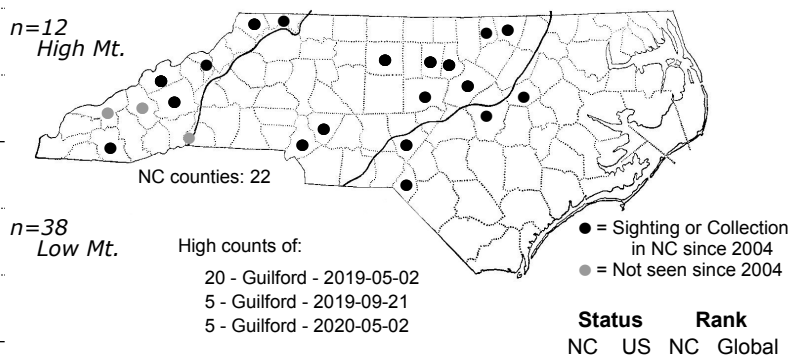 n=12
High Mt.
NC counties: 22
n=38
Low Mt.
High counts of:
20 - Guilford - 2019-05-02
5 - Guilford - 2019-09-21
5 - Guilford - 2020-05-02
= Sighting or Collection
in NC since 2004
= Not seen since 2004
Status Rank
NC US NC Global